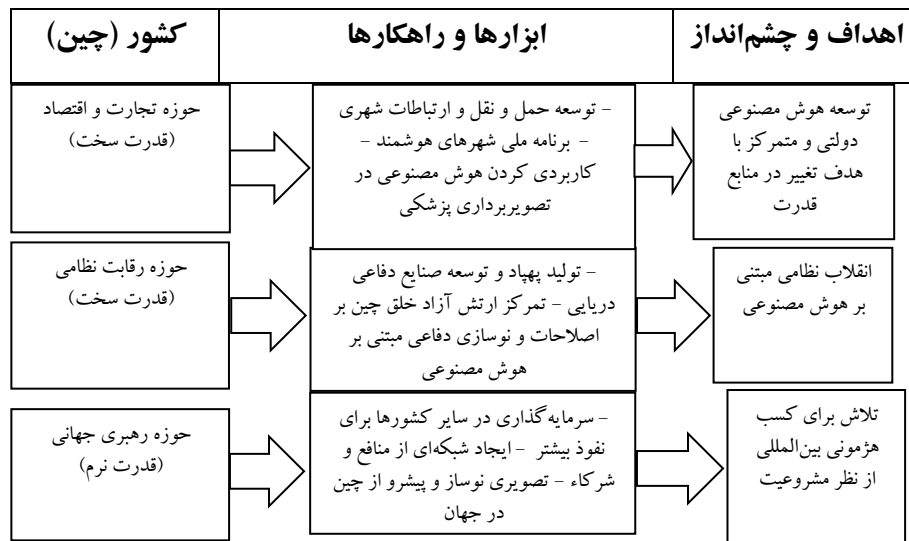 کشور (چین)
ابزارها و راهکارها
اهداف و چشم‌انداز
حوزه تجارت و اقتصاد
(قدرت سخت)
- توسعه حمل و نقل و ارتباطات شهری
- برنامه ملی شهرهای هوشمند -
کاربردی کردن هوش مصنوعی در
تصویربرداری پزشکی
توسعه هوش مصنوعی
دولتی و متمرکز با
هدف تغییر در منابع
قدرت
حوزه رقابت نظامی
(قدرت سخت)
- تولید پهپاد و توسعه صنایع دفاعی
دریایی - تمرکز ارتش آزاد خلق چین بر
اصلاحات و نوسازی دفاعی مبتنی بر
هوش مصنوعی
انقلاب نظامی مبتنی
بر هوش مصنوعی
حوزه رهبری جهانی
(قدرت نرم)
- سرمایه‌گذاری در سایر کشورها برای
نفوذ بیشتر - ایجاد شبکه‌ای از منافع و
شرکاء - تصویری نوساز و پیشرو از چین
در جهان
تلاش برای کسب
هژمونی بین‌المللی
از نظر مشروعیت